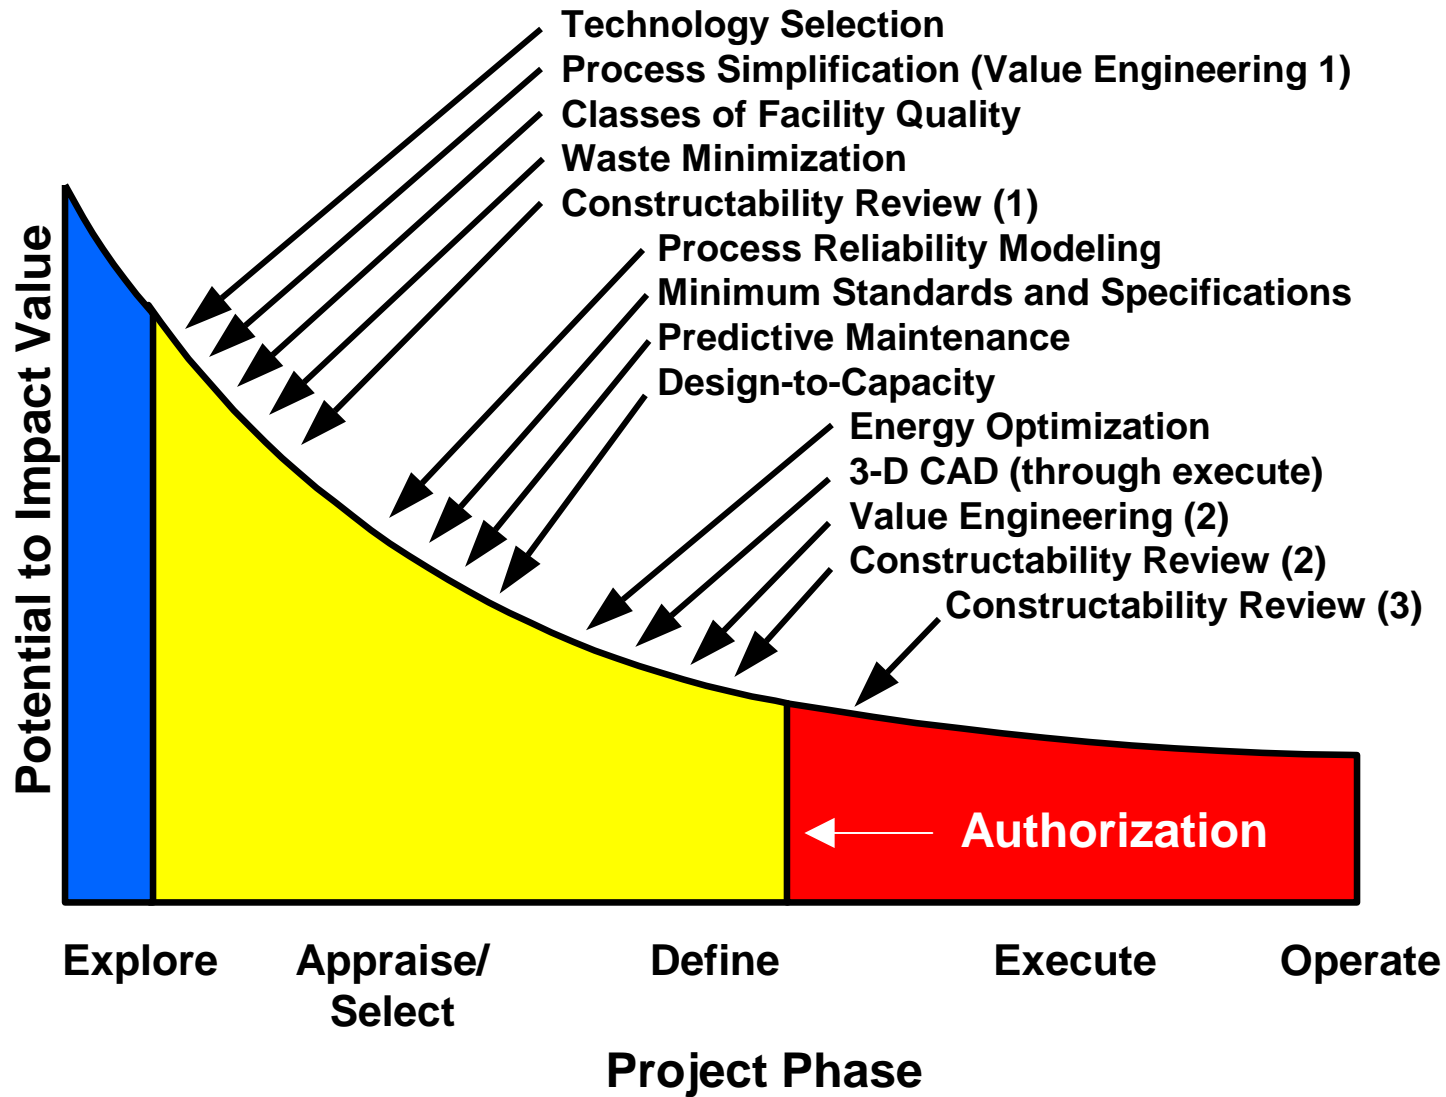 Technology Selection
Process Simplification (Value Engineering 1)
Classes of Facility Quality
Waste Minimization
Constructability Review (1)
Process Reliability Modeling
Minimum Standards and Specifications
Predictive Maintenance
Design-to-Capacity
Energy Optimization
3-D CAD (through execute)
Value Engineering (2)
Constructability Review (2)
Constructability Review (3)
Potential to Impact Value
Authorization
Explore
Appraise/
Select
Define
Execute
Operate
Project Phase